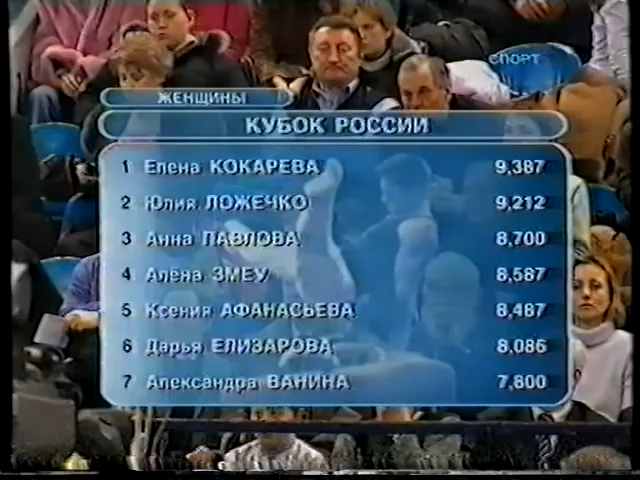 СПОРТ
ЖЕНЩИНЫ
КУБОК РОССИИ
1 Елена КОКАРЕВА 9,387
2 Юлия ЛОЖЕЧКО 9,212
3 Анна ПАВЛОВА 8,700
4 Алёна ЗМЕУ 8,587
5 Ксения АФАНАСЬЕВА 8,487
6 Дарья ЕЛИЗАРОВА 8,086
7 Александра ВАНИНА 7,800